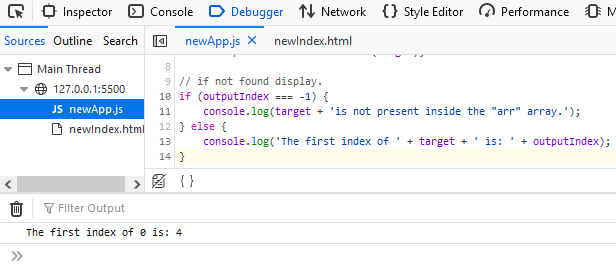 Inspector Console Debugger Network Style Editor Performance
Sources Outline Search newApp.js newIndex.html
Main Thread
127.0.0.1:5500
JS newApp.js
newIndex.html
8
9 // if not found display.
10 if (outputIndex === -1) {
11 console.log(target + 'is not present inside the "arr" array.');
12 } else {
13 console.log('The first index of ' + target + ' is: ' + outputIndex);
14 }
{ }
Filter Output
The first index of 0 is: 4